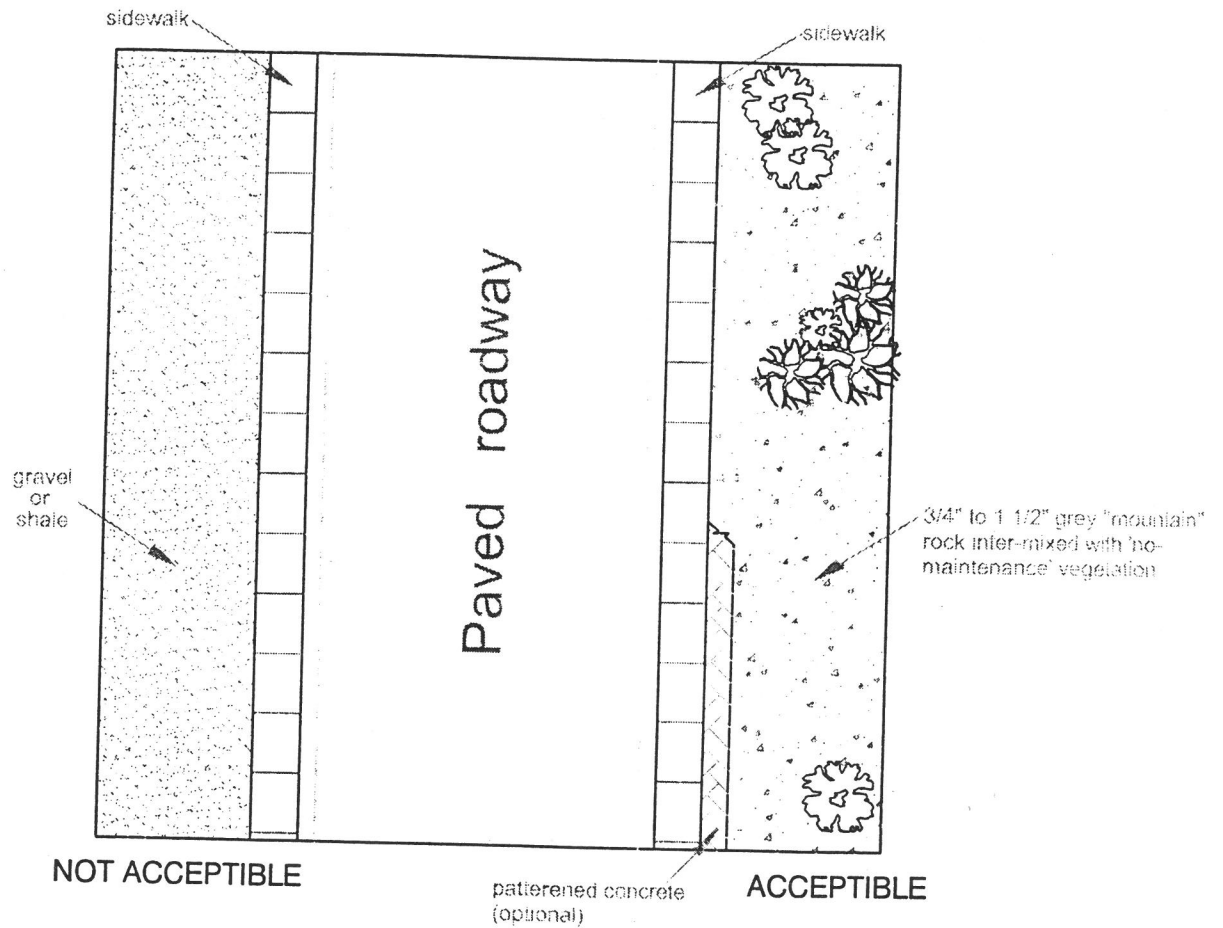 sidewalk
sidewalk
Paved roadway
gravel
or
shale
3/4" to 1 1/2" grey "mountain"
rock inter-mixed with 'no-
maintenance' vegetation
NOT ACCEPTIBLE
patterened concrete
(optional)
ACCEPTIBLE